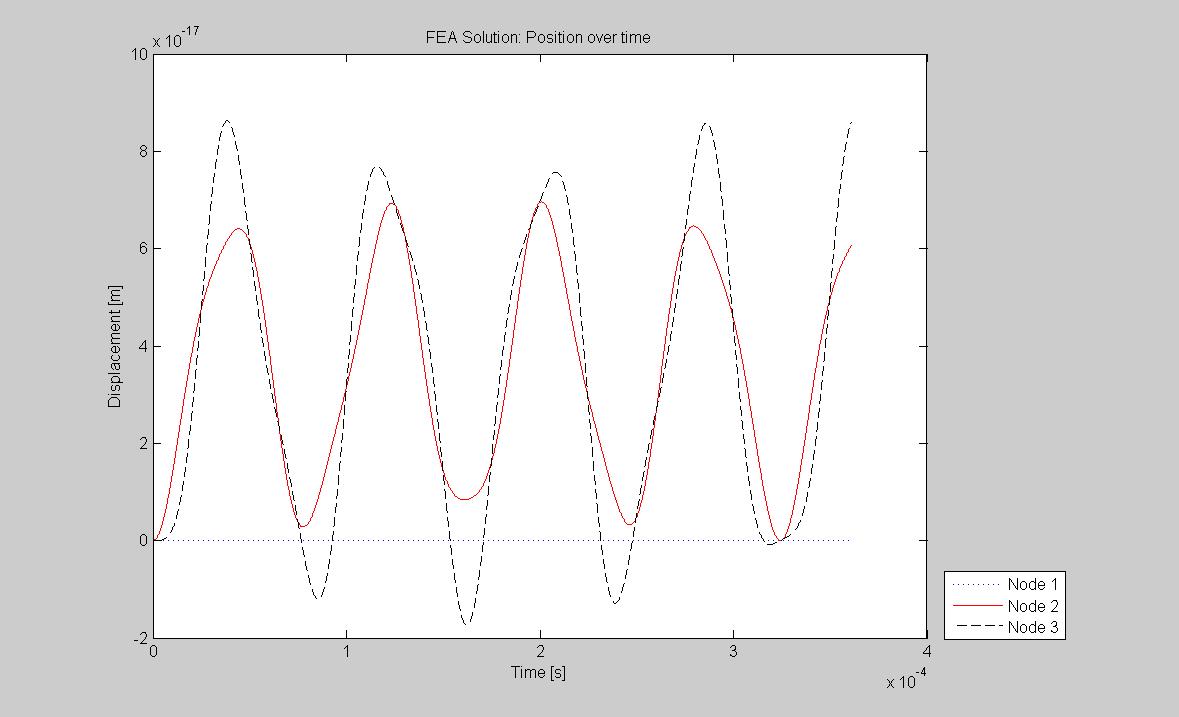 FEA Solution: Position over time
x 10^-17
10
8
6
4
2
0
-2
Displacement [m]
0 1 2 3 4
Time [s]
x 10^-4
Node 1
Node 2
Node 3